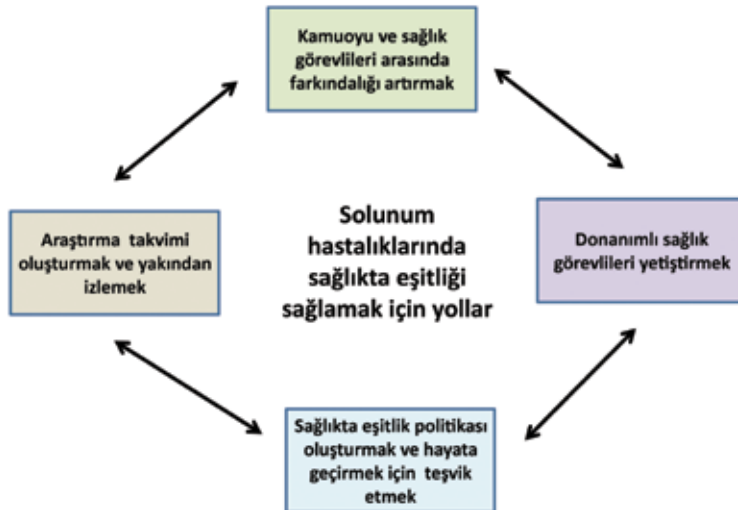 Kamuoyu ve sağlık
görevlileri arasında
farkındalığı artırmak
Araştırma takvimi
oluşturmak ve yakından
izlemek
Solunum
hastalıklarında
sağlıkta eşitliği
sağlamak için yollar
Donanımlı sağlık
görevlileri yetiştirmek
Sağlıkta eşitlik politikası
oluşturmak ve hayata
geçirmek için teşvik
etmek